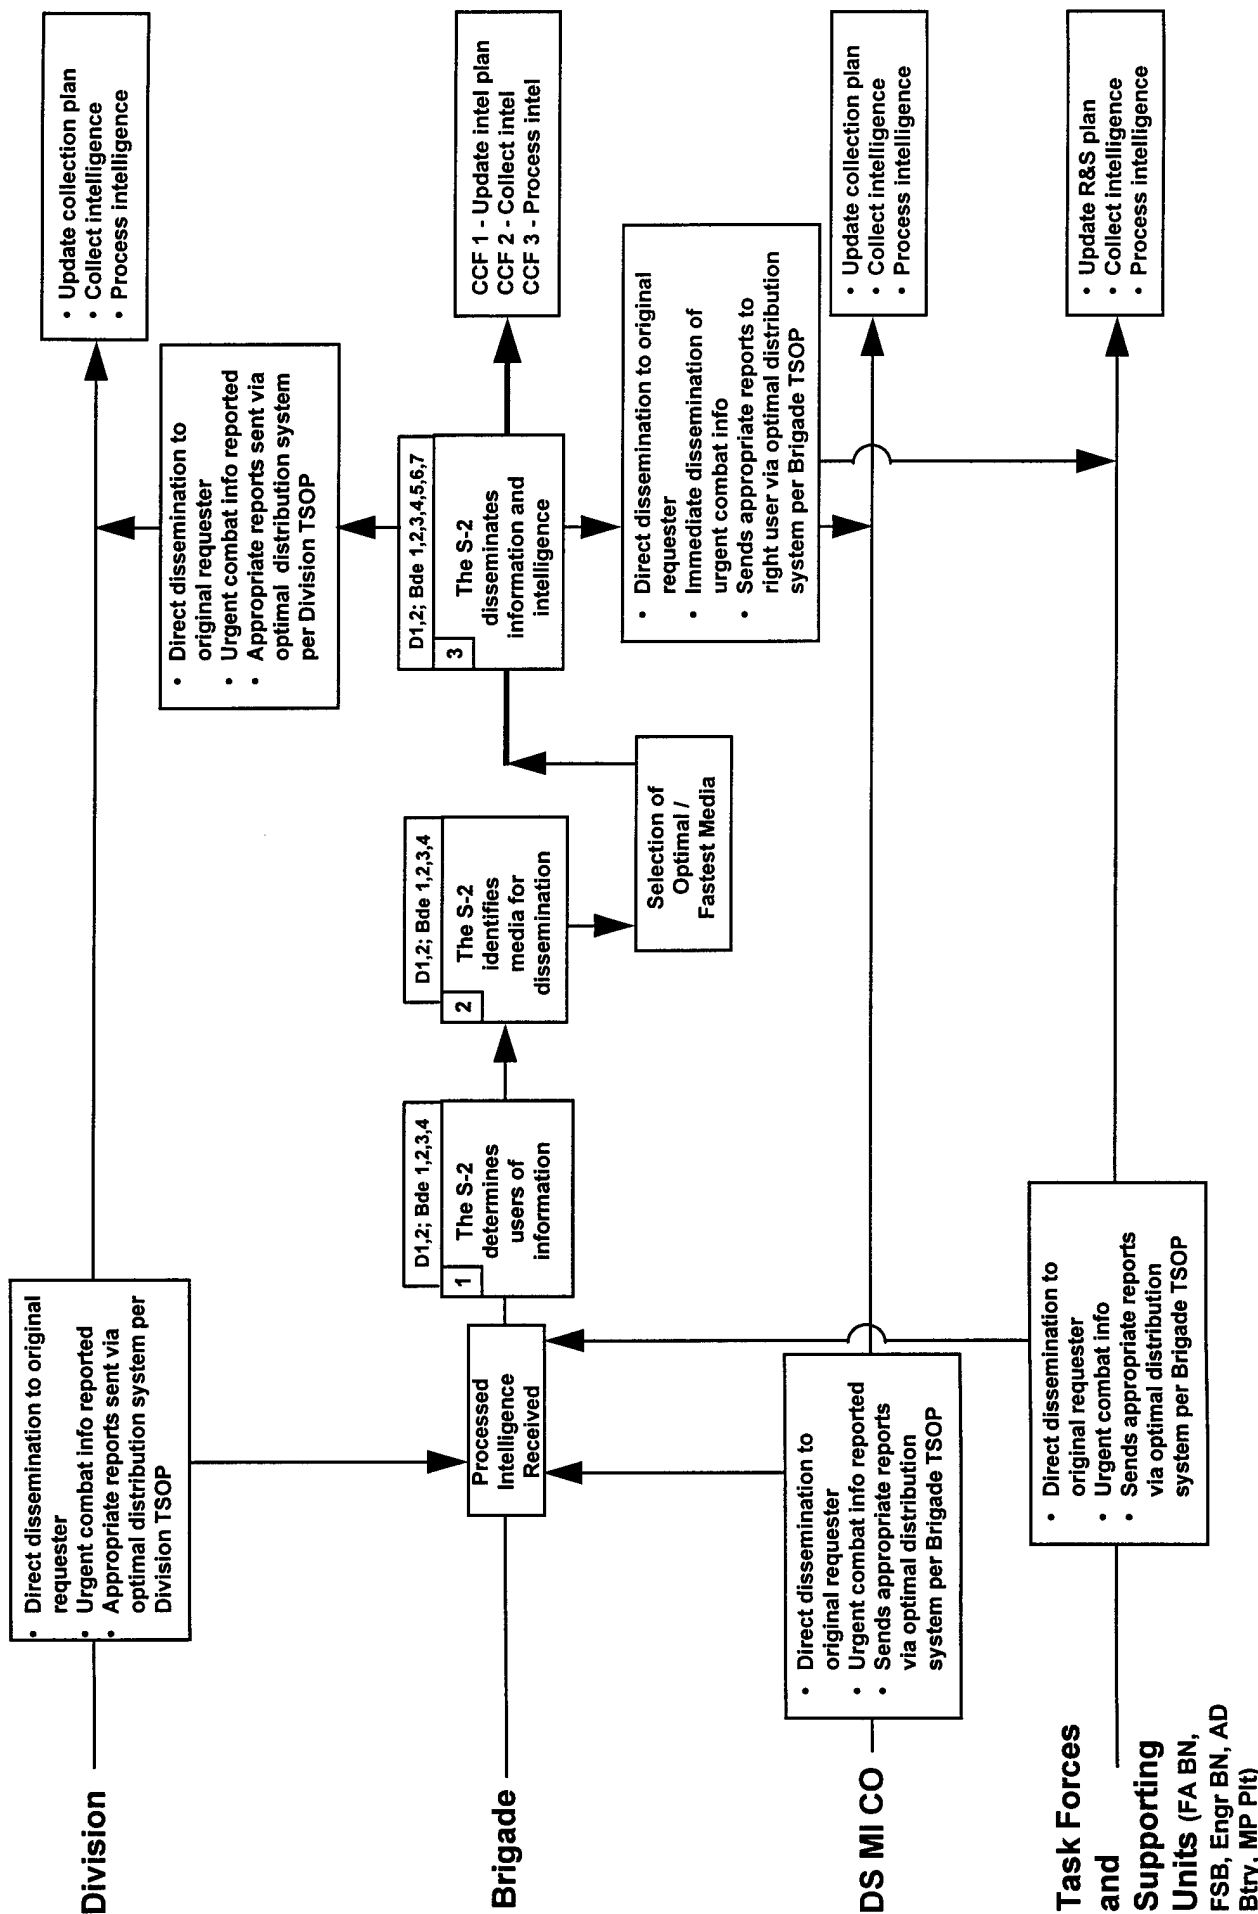 Division
• Direct dissemination to original
requester
• Urgent combat info reported
• Appropriate reports sent via
optimal distribution system per
Division TSOP
• Direct dissemination to
original requester
• Urgent combat info reported
• Appropriate reports sent via
optimal distribution system
per Division TSOP
• Update collection plan
• Collect intelligence
• Process intelligence
Brigade
Processed
Intelligence
Received
D1,2; Bde 1,2,3,4
1
The S-2
determines
users of
information
D1,2; Bde 1,2,3,4
2
The S-2
identifies
media for
dissemination
Selection of
Optimal /
Fastest Media
D1,2; Bde 1,2,3,4,5,6,7
3
The S-2
disseminates
information and
intelligence
CCF 1 - Update intel plan
CCF 2 - Collect intel
CCF 3 - Process intel
• Direct dissemination to original
requester
• Immediate dissemination of
urgent combat info
• Sends appropriate reports to
right user via optimal distribution
system per Brigade TSOP
DS MI CO
• Direct dissemination to
original requester
• Urgent combat info reported
• Sends appropriate reports
via optimal distribution
system per Brigade TSOP
• Update collection plan
• Collect intelligence
• Process intelligence
Task Forces
and
Supporting
Units (FA BN,
FSB, Engr BN, AD
Btry, MP Plt)
• Direct dissemination to
original requester
• Urgent combat info
• Sends appropriate reports
via optimal distribution
system per Brigade TSOP
• Update R&S plan
• Collect intelligence
• Process intelligence